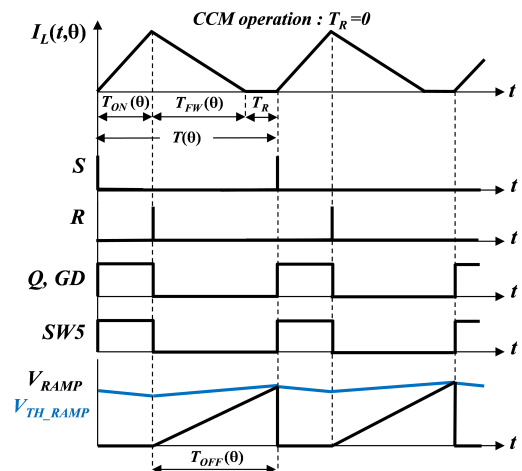 CCM operation : T_R=0
I_L(t,θ)
t
T_ON(θ) T_FW(θ) T_R
T(θ)
S
t
R
t
Q, GD
t
SW5
t
V_RAMP
V_TH_RAMP
t
T_OFF(θ)